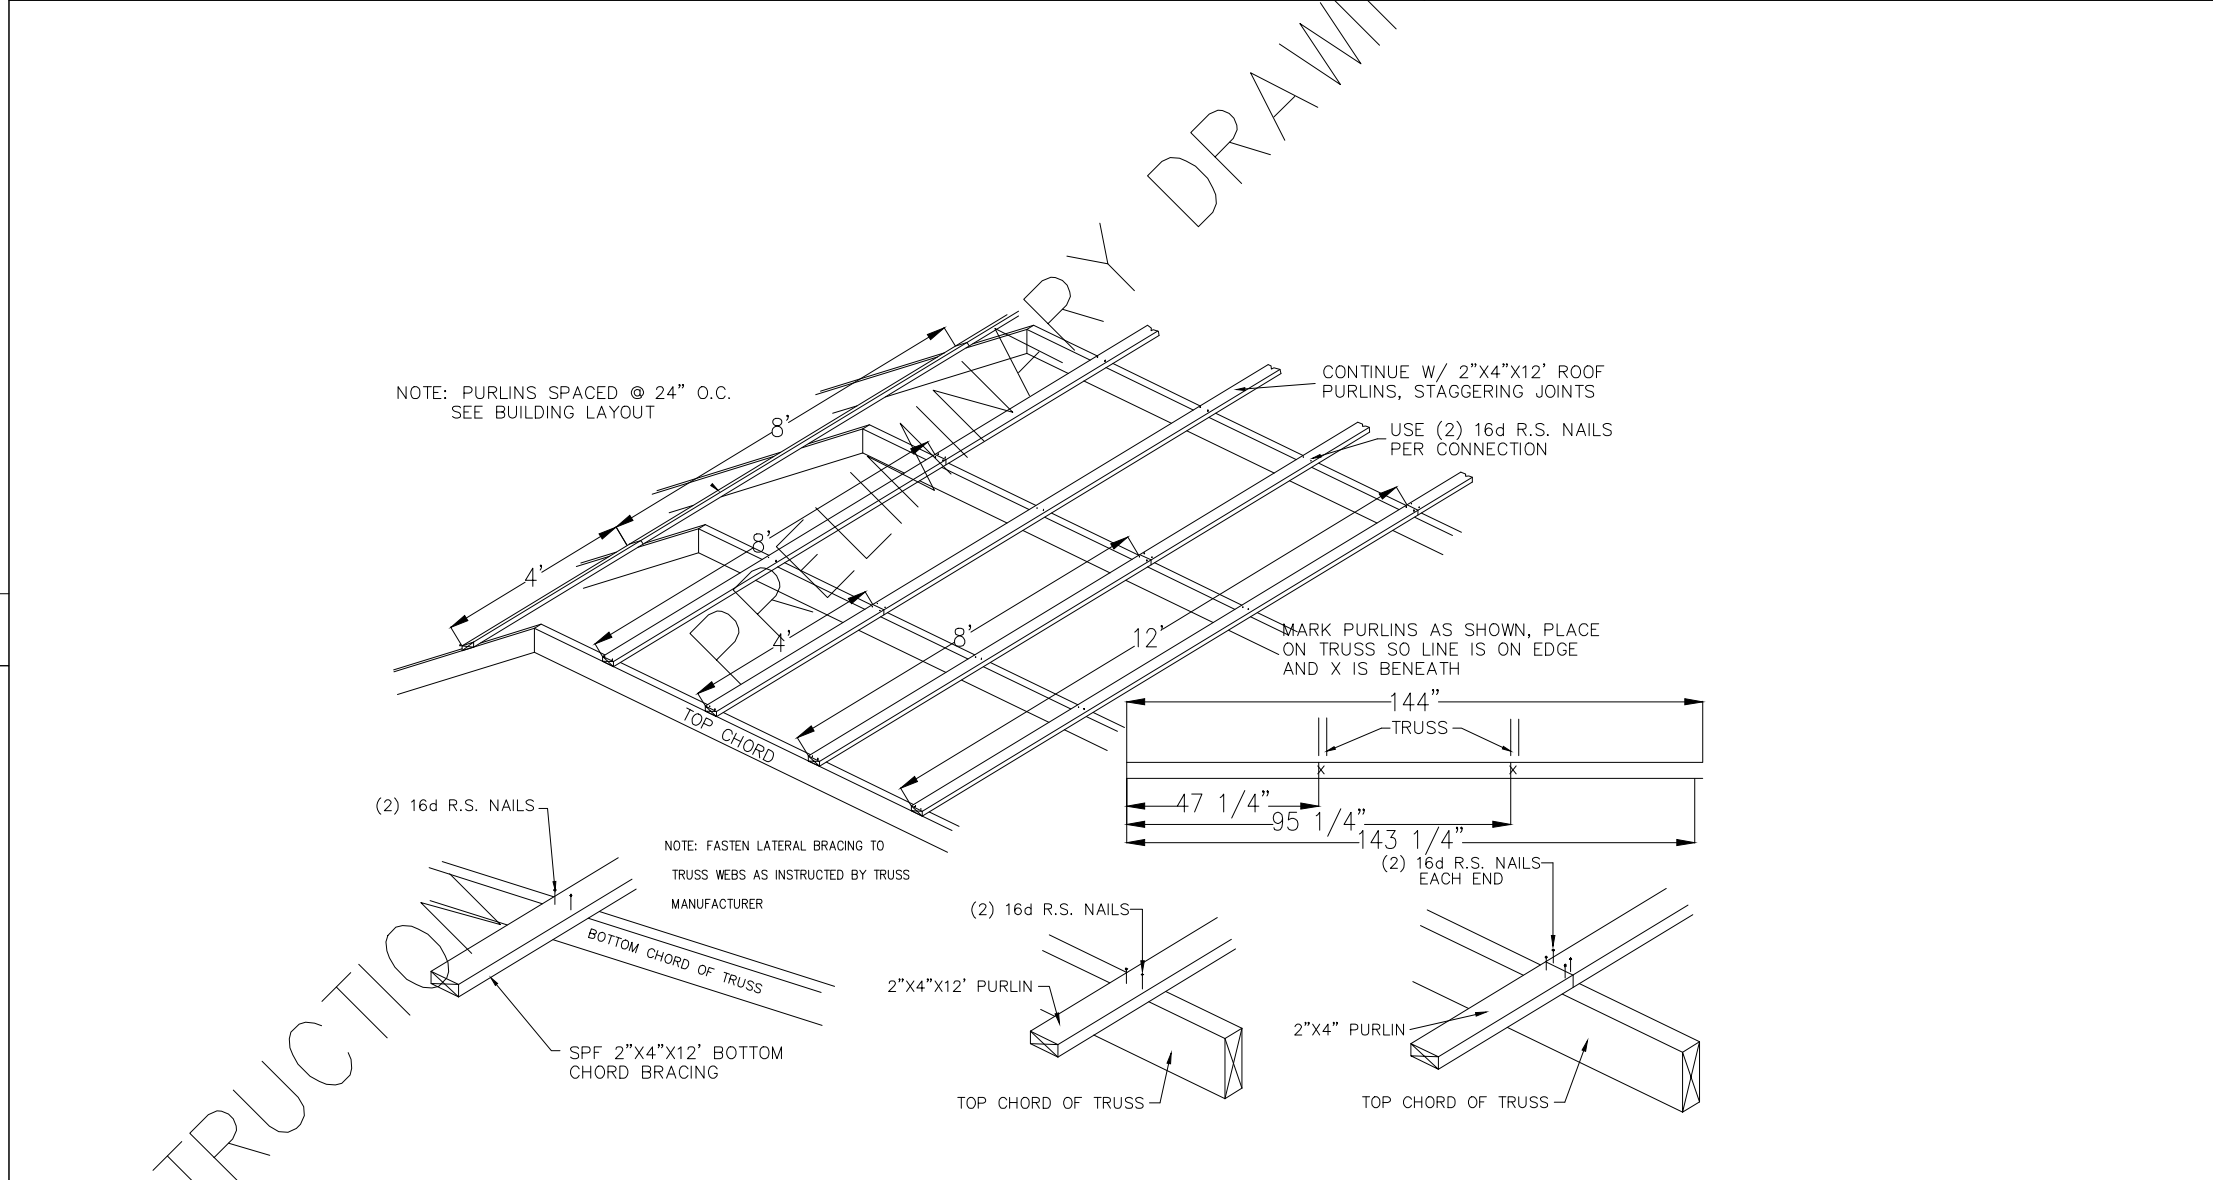 PRELIMINARY DRAWI
NOTE: PURLINS SPACED @ 24" O.C.
SEE BUILDING LAYOUT
CONTINUE W/ 2"X4"X12' ROOF
PURLINS, STAGGERING JOINTS
USE (2) 16d R.S. NAILS
PER CONNECTION
8'
4'
8'
4'
8'
12'
TOP CHORD
MARK PURLINS AS SHOWN, PLACE
ON TRUSS SO LINE IS ON EDGE
AND X IS BENEATH
144"
TRUSS
X X
47 1/4"
95 1/4"
143 1/4"
(2) 16d R.S. NAILS
NOTE: FASTEN LATERAL BRACING TO
TRUSS WEBS AS INSTRUCTED BY TRUSS
MANUFACTURER
BOTTOM CHORD OF TRUSS
SPF 2"X4"X12' BOTTOM
CHORD BRACING
(2) 16d R.S. NAILS
2"X4"X12' PURLIN
TOP CHORD OF TRUSS
(2) 16d R.S. NAILS
EACH END
2"X4" PURLIN
TOP CHORD OF TRUSS
TRUCTION